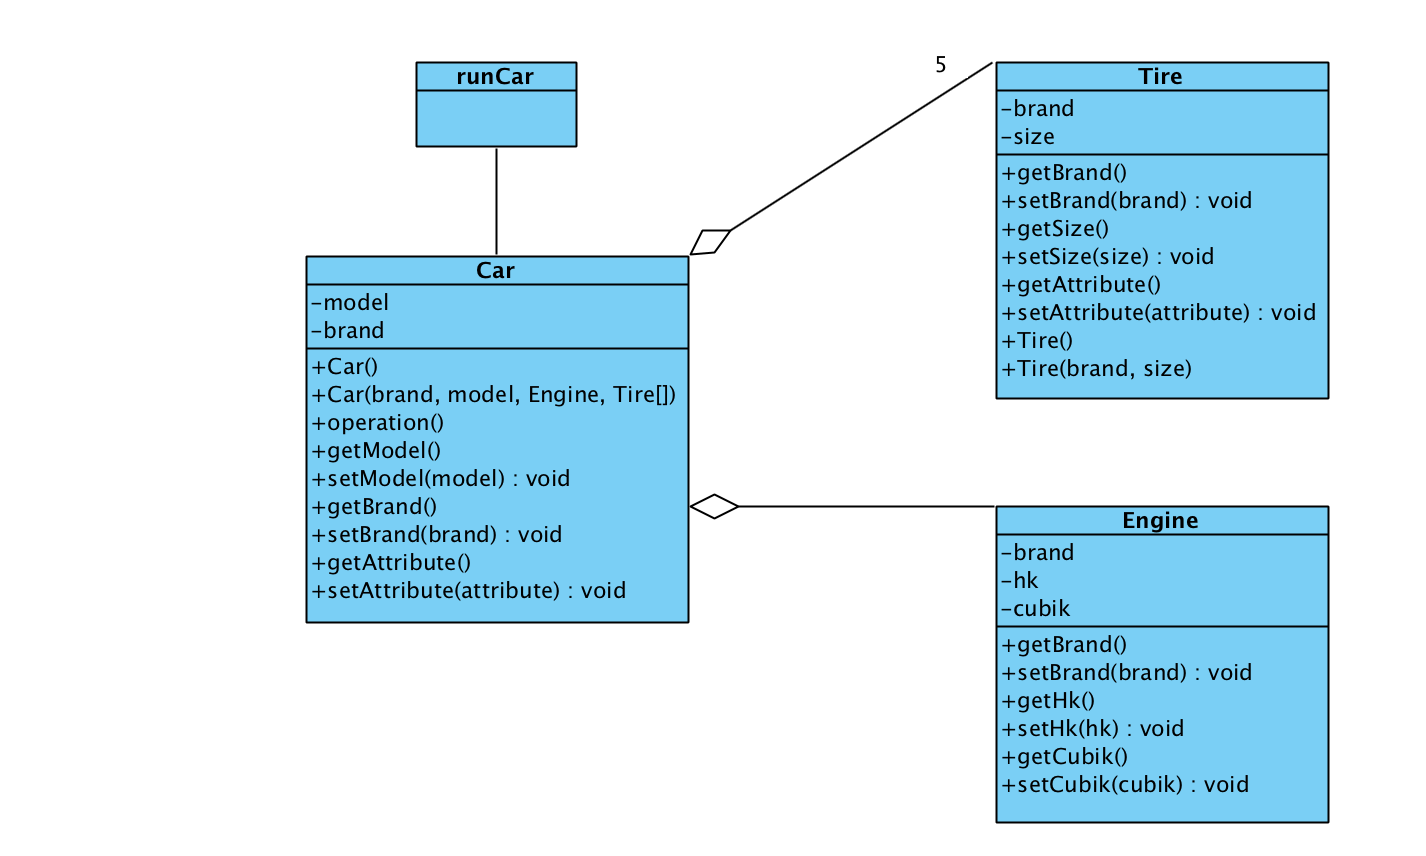 runCar
Car
-model
-brand
+Car()
+Car(brand, model, Engine, Tire[])
+operation()
+getModel()
+setModel(model) : void
+getBrand()
+setBrand(brand) : void
+getAttribute()
+setAttribute(attribute) : void
5
Tire
-brand
-size
+getBrand()
+setBrand(brand) : void
+getSize()
+setSize(size) : void
+getAttribute()
+setAttribute(attribute) : void
+Tire()
+Tire(brand, size)
Engine
-brand
-hk
-cubik
+getBrand()
+setBrand(brand) : void
+getHk()
+setHk(hk) : void
+getCubik()
+setCubik(cubik) : void